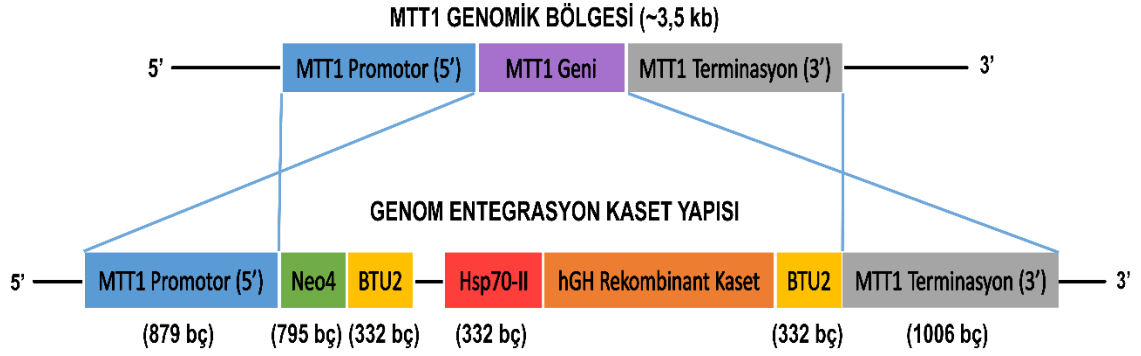 MTT1 GENOMİK BÖLGESİ (~3,5 kb)
5' MTT1 Promotor (5') MTT1 Geni MTT1 Terminasyon (3') 3'
GENOM ENTEGRASYON KASET YAPISI
5' MTT1 Promotor (5') Neo4 BTU2 Hsp70-II hGH Rekombinant Kaset BTU2 MTT1 Terminasyon (3') 3'
(879 bç) (795 bç) (332 bç) (332 bç) (332 bç) (1006 bç)